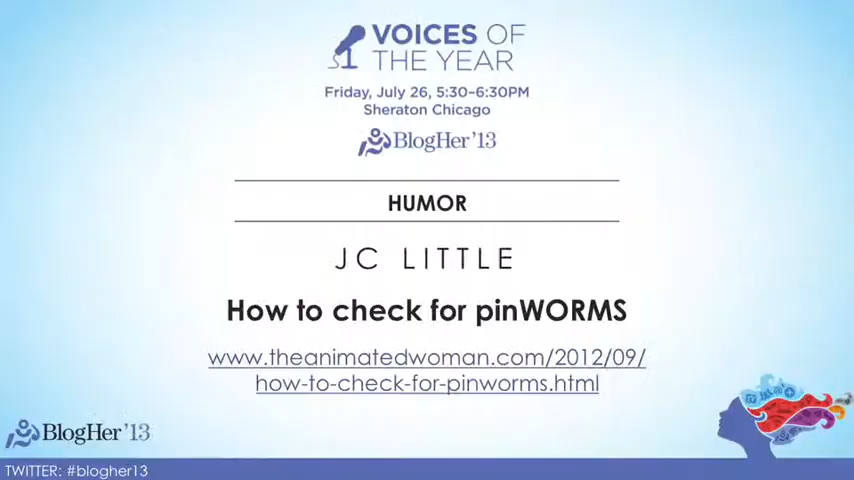 VOICES OF
THE YEAR
Friday, July 26, 5:30–6:30PM
Sheraton Chicago
BlogHer '13
HUMOR
JC LITTLE
How to check for pinWORMS
www.theanimatedwoman.com/2012/09/
how-to-check-for-pinworms.html
BlogHer '13
TWITTER: #blogher13